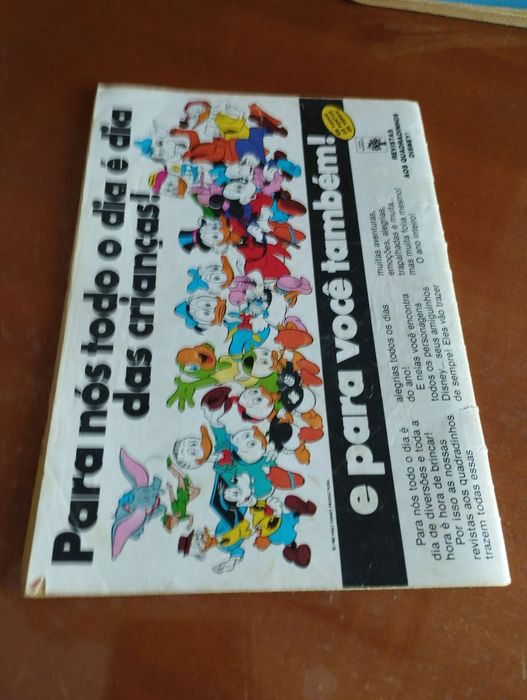 Para nós todo o dia é dia
das crianças!
e para você também!
Para nós todo o dia é
dia de diversões e toda a
hora é hora de brincar!
Por isso as nossas
revistas aos quadradinhos
trazem todas essas
alegrias todos os dias
do ano!
E nelas você encontra
todos os personagens
Disney... seus amiguinhos
de sempre! Eles vão trazer
muitas aventuras,
emoções, alegrias,
trapalhadas e muita...
mas muita folia mesmo!
O ano inteiro!
REVISTAS
AOS QUADRADINHOS
DISNEY!